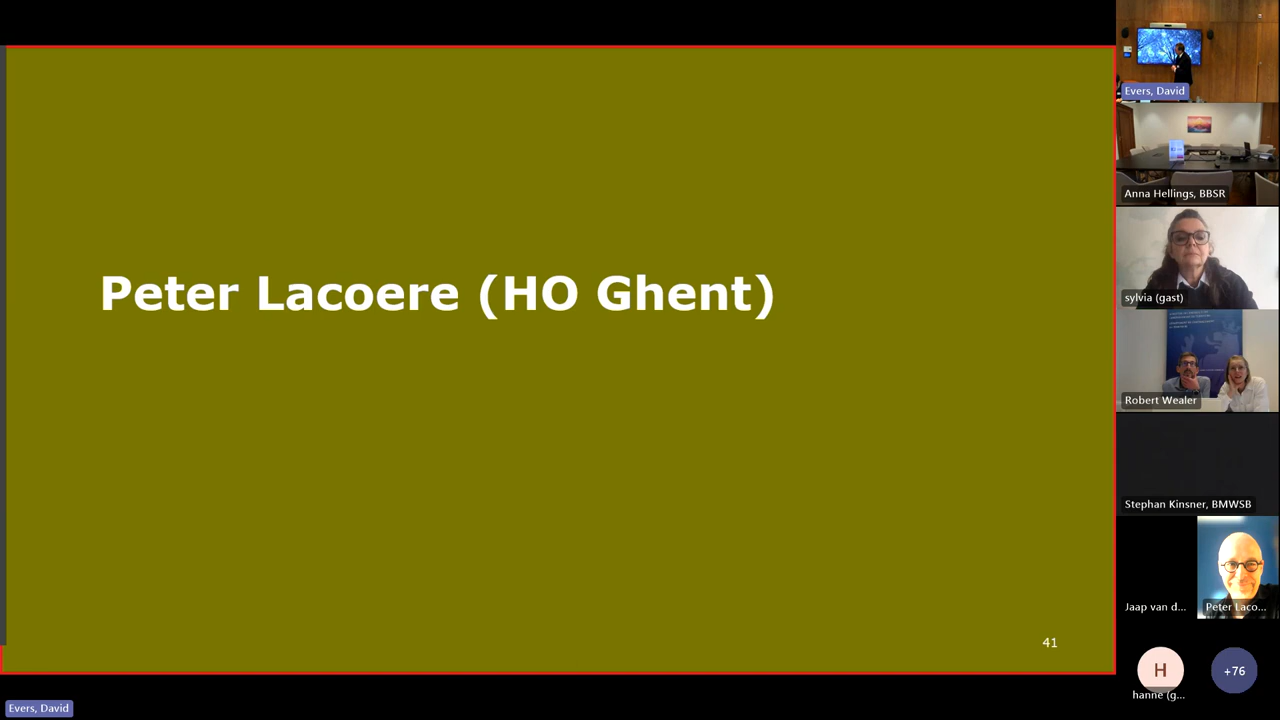 Peter Lacoere (HO Ghent)
41
Evers, David
Evers, David
Anna Hellings, BBSR
sylvia (gast)
Robert Wealer
Stephan Kinsner, BMWSB
Jaap van d...
Peter Laco...
H
hanne (g...
+76